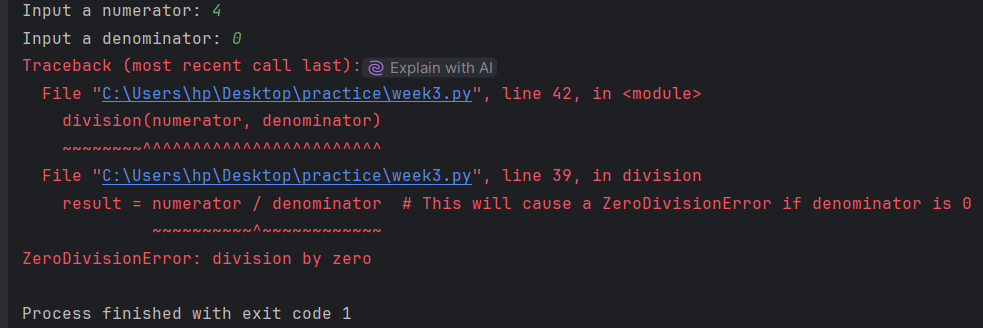 Input a numerator: 4
Input a denominator: 0
Traceback (most recent call last): Explain with AI
  File "C:\Users\hp\Desktop\practice\week3.py", line 42, in <module>
    division(numerator, denominator)
    ~~~~~~~~^^^^^^^^^^^^^^^^^^^^^^^^
  File "C:\Users\hp\Desktop\practice\week3.py", line 39, in division
    result = numerator / denominator  # This will cause a ZeroDivisionError if denominator is 0
             ~~~~~~~~~~^~~~~~~~~~~~
ZeroDivisionError: division by zero

Process finished with exit code 1